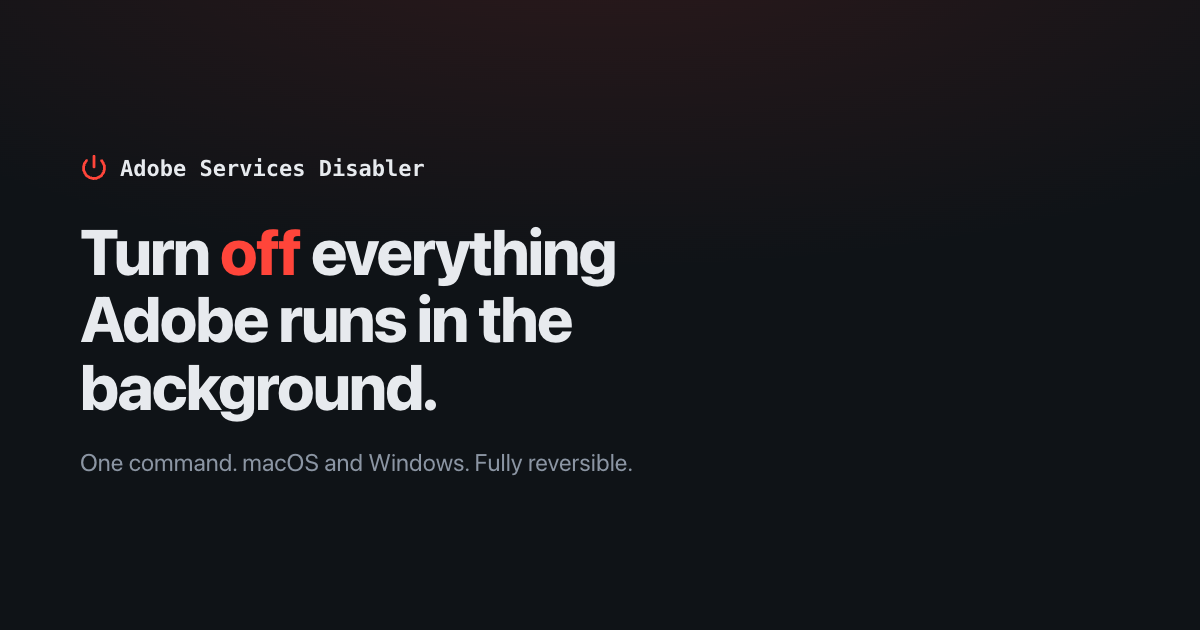 Adobe Services Disabler
Turn off everything
Adobe runs in the
background.
One command. macOS and Windows. Fully reversible.